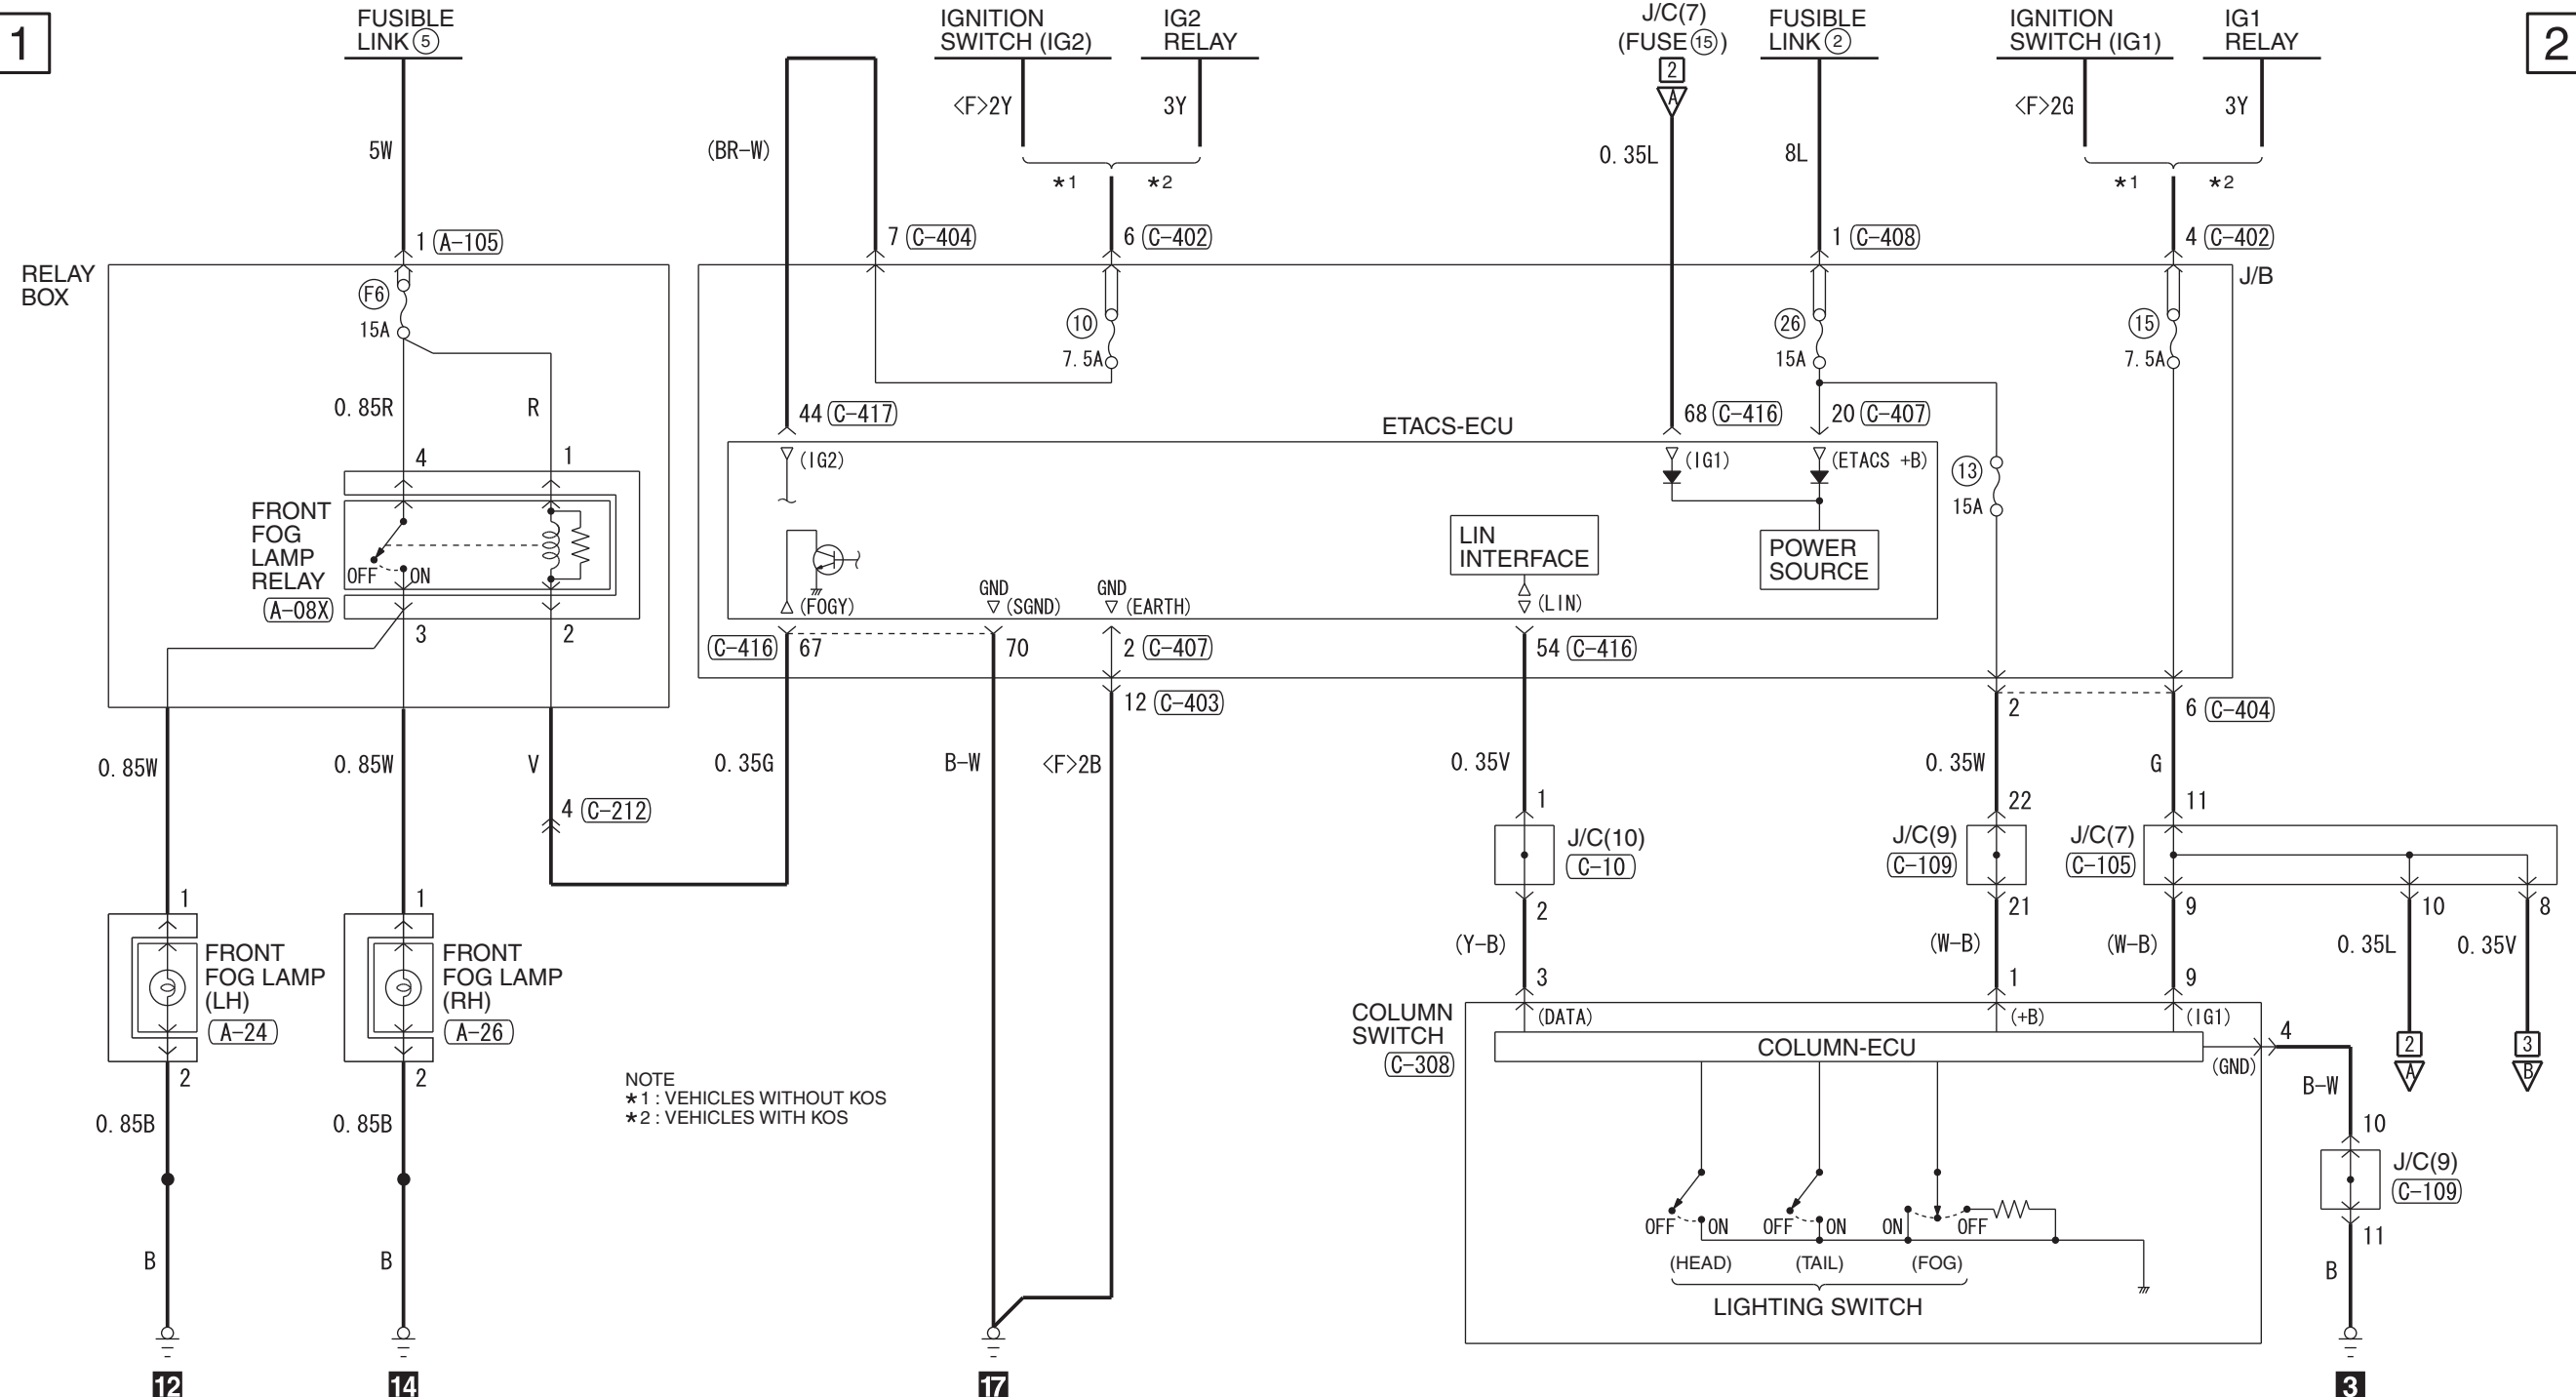 1
FUSIBLE
LINK 5
IGNITION
SWITCH (IG2)
IG2
RELAY
J/C(7)
(FUSE 15)
2
A
FUSIBLE
LINK 2
IGNITION
SWITCH (IG1)
IG1
RELAY
2
5W
(BR-W)
<F>2Y
3Y
0.35L
8L
<F>2G
3Y
*1
*2
*1
*2
1 A-105
7 C-404
6 C-402
1 C-408
4 C-402
RELAY
BOX
J/B
F6
15A
10
7.5A
26
15A
15
7.5A
0.85R
R
44 C-417
ETACS-ECU
68 C-416
20 C-407
4
1
(IG2)
(IG1)
(ETACS +B)
13
15A
FRONT
FOG
LAMP
RELAY
A-08X
OFF
ON
LIN
INTERFACE
POWER
SOURCE
(FOGY)
GND
(SGND)
GND
(EARTH)
(LIN)
3
2
C-416 67
70
2 C-407
54 C-416
12 C-403
2
6 C-404
0.85W
0.85W
V
0.35G
B-W
<F>2B
0.35V
0.35W
G
4 C-212
1
22
11
J/C(10)
C-10
J/C(9)
C-109
J/C(7)
C-105
1
1
2
21
9
10
8
FRONT
FOG LAMP
(LH)
A-24
FRONT
FOG LAMP
(RH)
A-26
(Y-B)
(W-B)
(W-B)
0.35L
0.35V
3
1
9
COLUMN
SWITCH
C-308
(DATA)
(+B)
(IG1)
COLUMN-ECU
(GND)
4
2
A
3
B
2
2
NOTE
*1 : VEHICLES WITHOUT KOS
*2 : VEHICLES WITH KOS
B-W
0.85B
0.85B
10
J/C(9)
C-109
11
OFF
ON
OFF
ON
ON
OFF
(HEAD)
(TAIL)
(FOG)
LIGHTING SWITCH
B
B
B
12
14
17
3